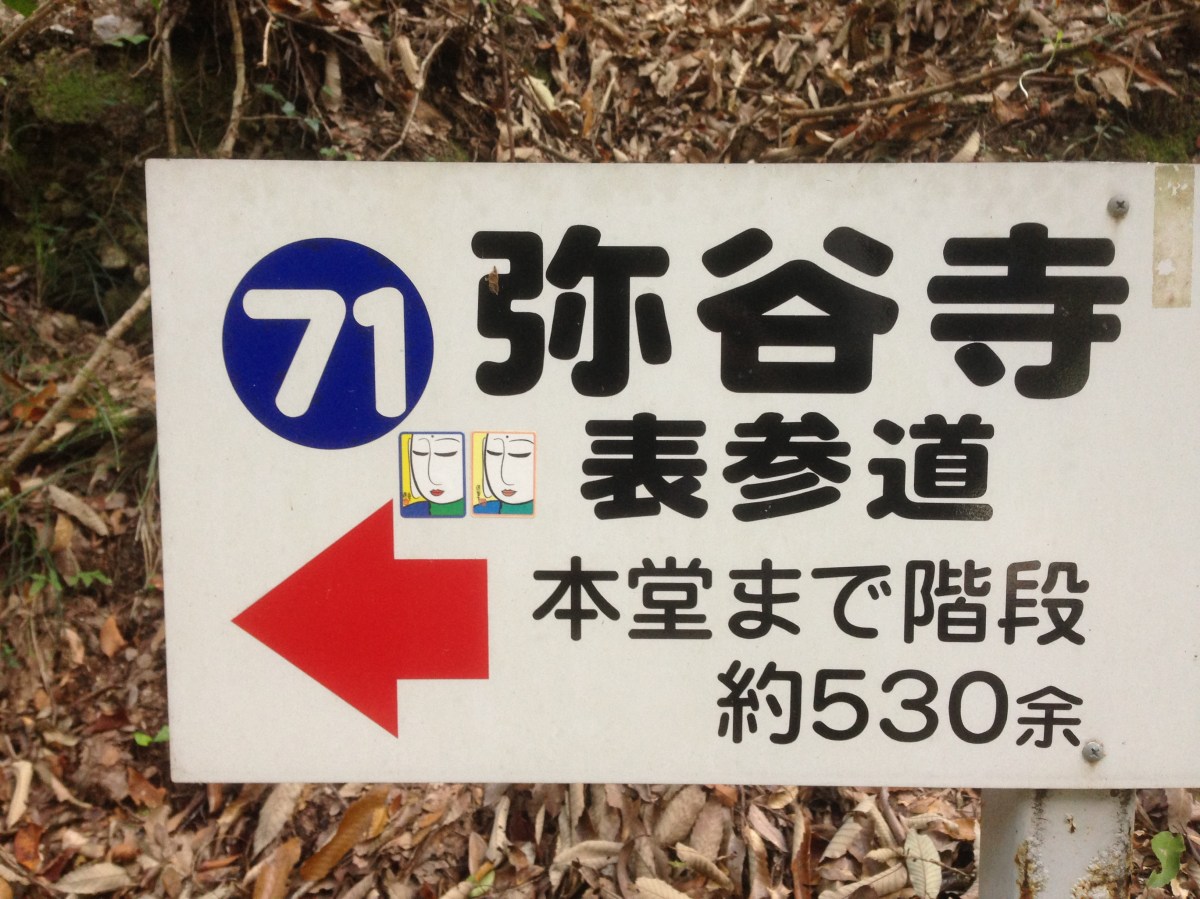 71 弥谷寺
表参道
本堂まで階段
約530余